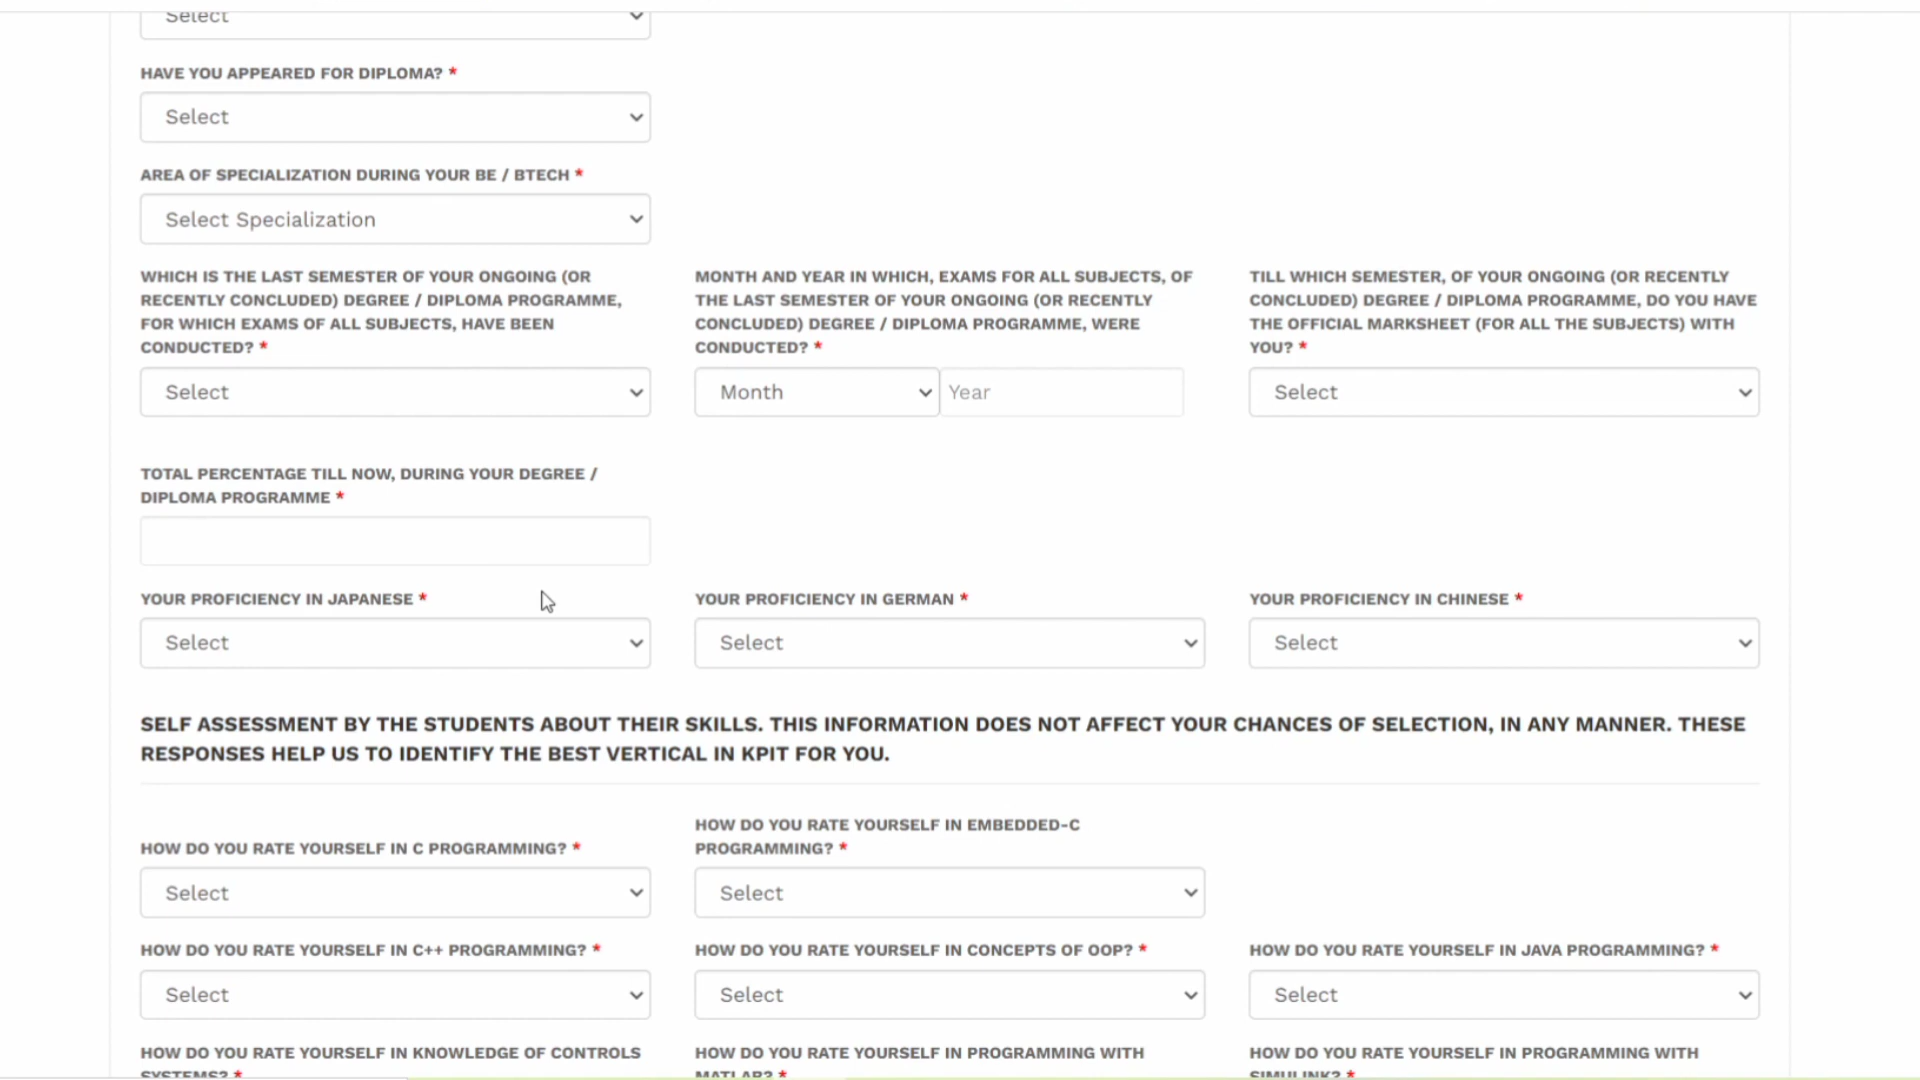 Select
HAVE YOU APPEARED FOR DIPLOMA? *
Select
AREA OF SPECIALIZATION DURING YOUR BE / BTECH *
Select Specialization
WHICH IS THE LAST SEMESTER OF YOUR ONGOING (OR
RECENTLY CONCLUDED) DEGREE / DIPLOMA PROGRAMME,
FOR WHICH EXAMS OF ALL SUBJECTS, HAVE BEEN
CONDUCTED? *
Select
MONTH AND YEAR IN WHICH, EXAMS FOR ALL SUBJECTS, OF
THE LAST SEMESTER OF YOUR ONGOING (OR RECENTLY
CONCLUDED) DEGREE / DIPLOMA PROGRAMME, WERE
CONDUCTED? *
Month Year
TILL WHICH SEMESTER, OF YOUR ONGOING (OR RECENTLY
CONCLUDED) DEGREE / DIPLOMA PROGRAMME, DO YOU HAVE
THE OFFICIAL MARKSHEET (FOR ALL THE SUBJECTS) WITH
YOU? *
Select
TOTAL PERCENTAGE TILL NOW, DURING YOUR DEGREE /
DIPLOMA PROGRAMME *
YOUR PROFICIENCY IN JAPANESE *
Select
YOUR PROFICIENCY IN GERMAN *
Select
YOUR PROFICIENCY IN CHINESE *
Select
SELF ASSESSMENT BY THE STUDENTS ABOUT THEIR SKILLS. THIS INFORMATION DOES NOT AFFECT YOUR CHANCES OF SELECTION, IN ANY MANNER. THESE
RESPONSES HELP US TO IDENTIFY THE BEST VERTICAL IN KPIT FOR YOU.
HOW DO YOU RATE YOURSELF IN C PROGRAMMING? *
Select
HOW DO YOU RATE YOURSELF IN EMBEDDED-C
PROGRAMMING? *
Select
HOW DO YOU RATE YOURSELF IN C++ PROGRAMMING? *
Select
HOW DO YOU RATE YOURSELF IN CONCEPTS OF OOP? *
Select
HOW DO YOU RATE YOURSELF IN JAVA PROGRAMMING? *
Select
HOW DO YOU RATE YOURSELF IN KNOWLEDGE OF CONTROLS
SYSTEMS? *
HOW DO YOU RATE YOURSELF IN PROGRAMMING WITH
MATLAB? *
HOW DO YOU RATE YOURSELF IN PROGRAMMING WITH
SIMULINK? *